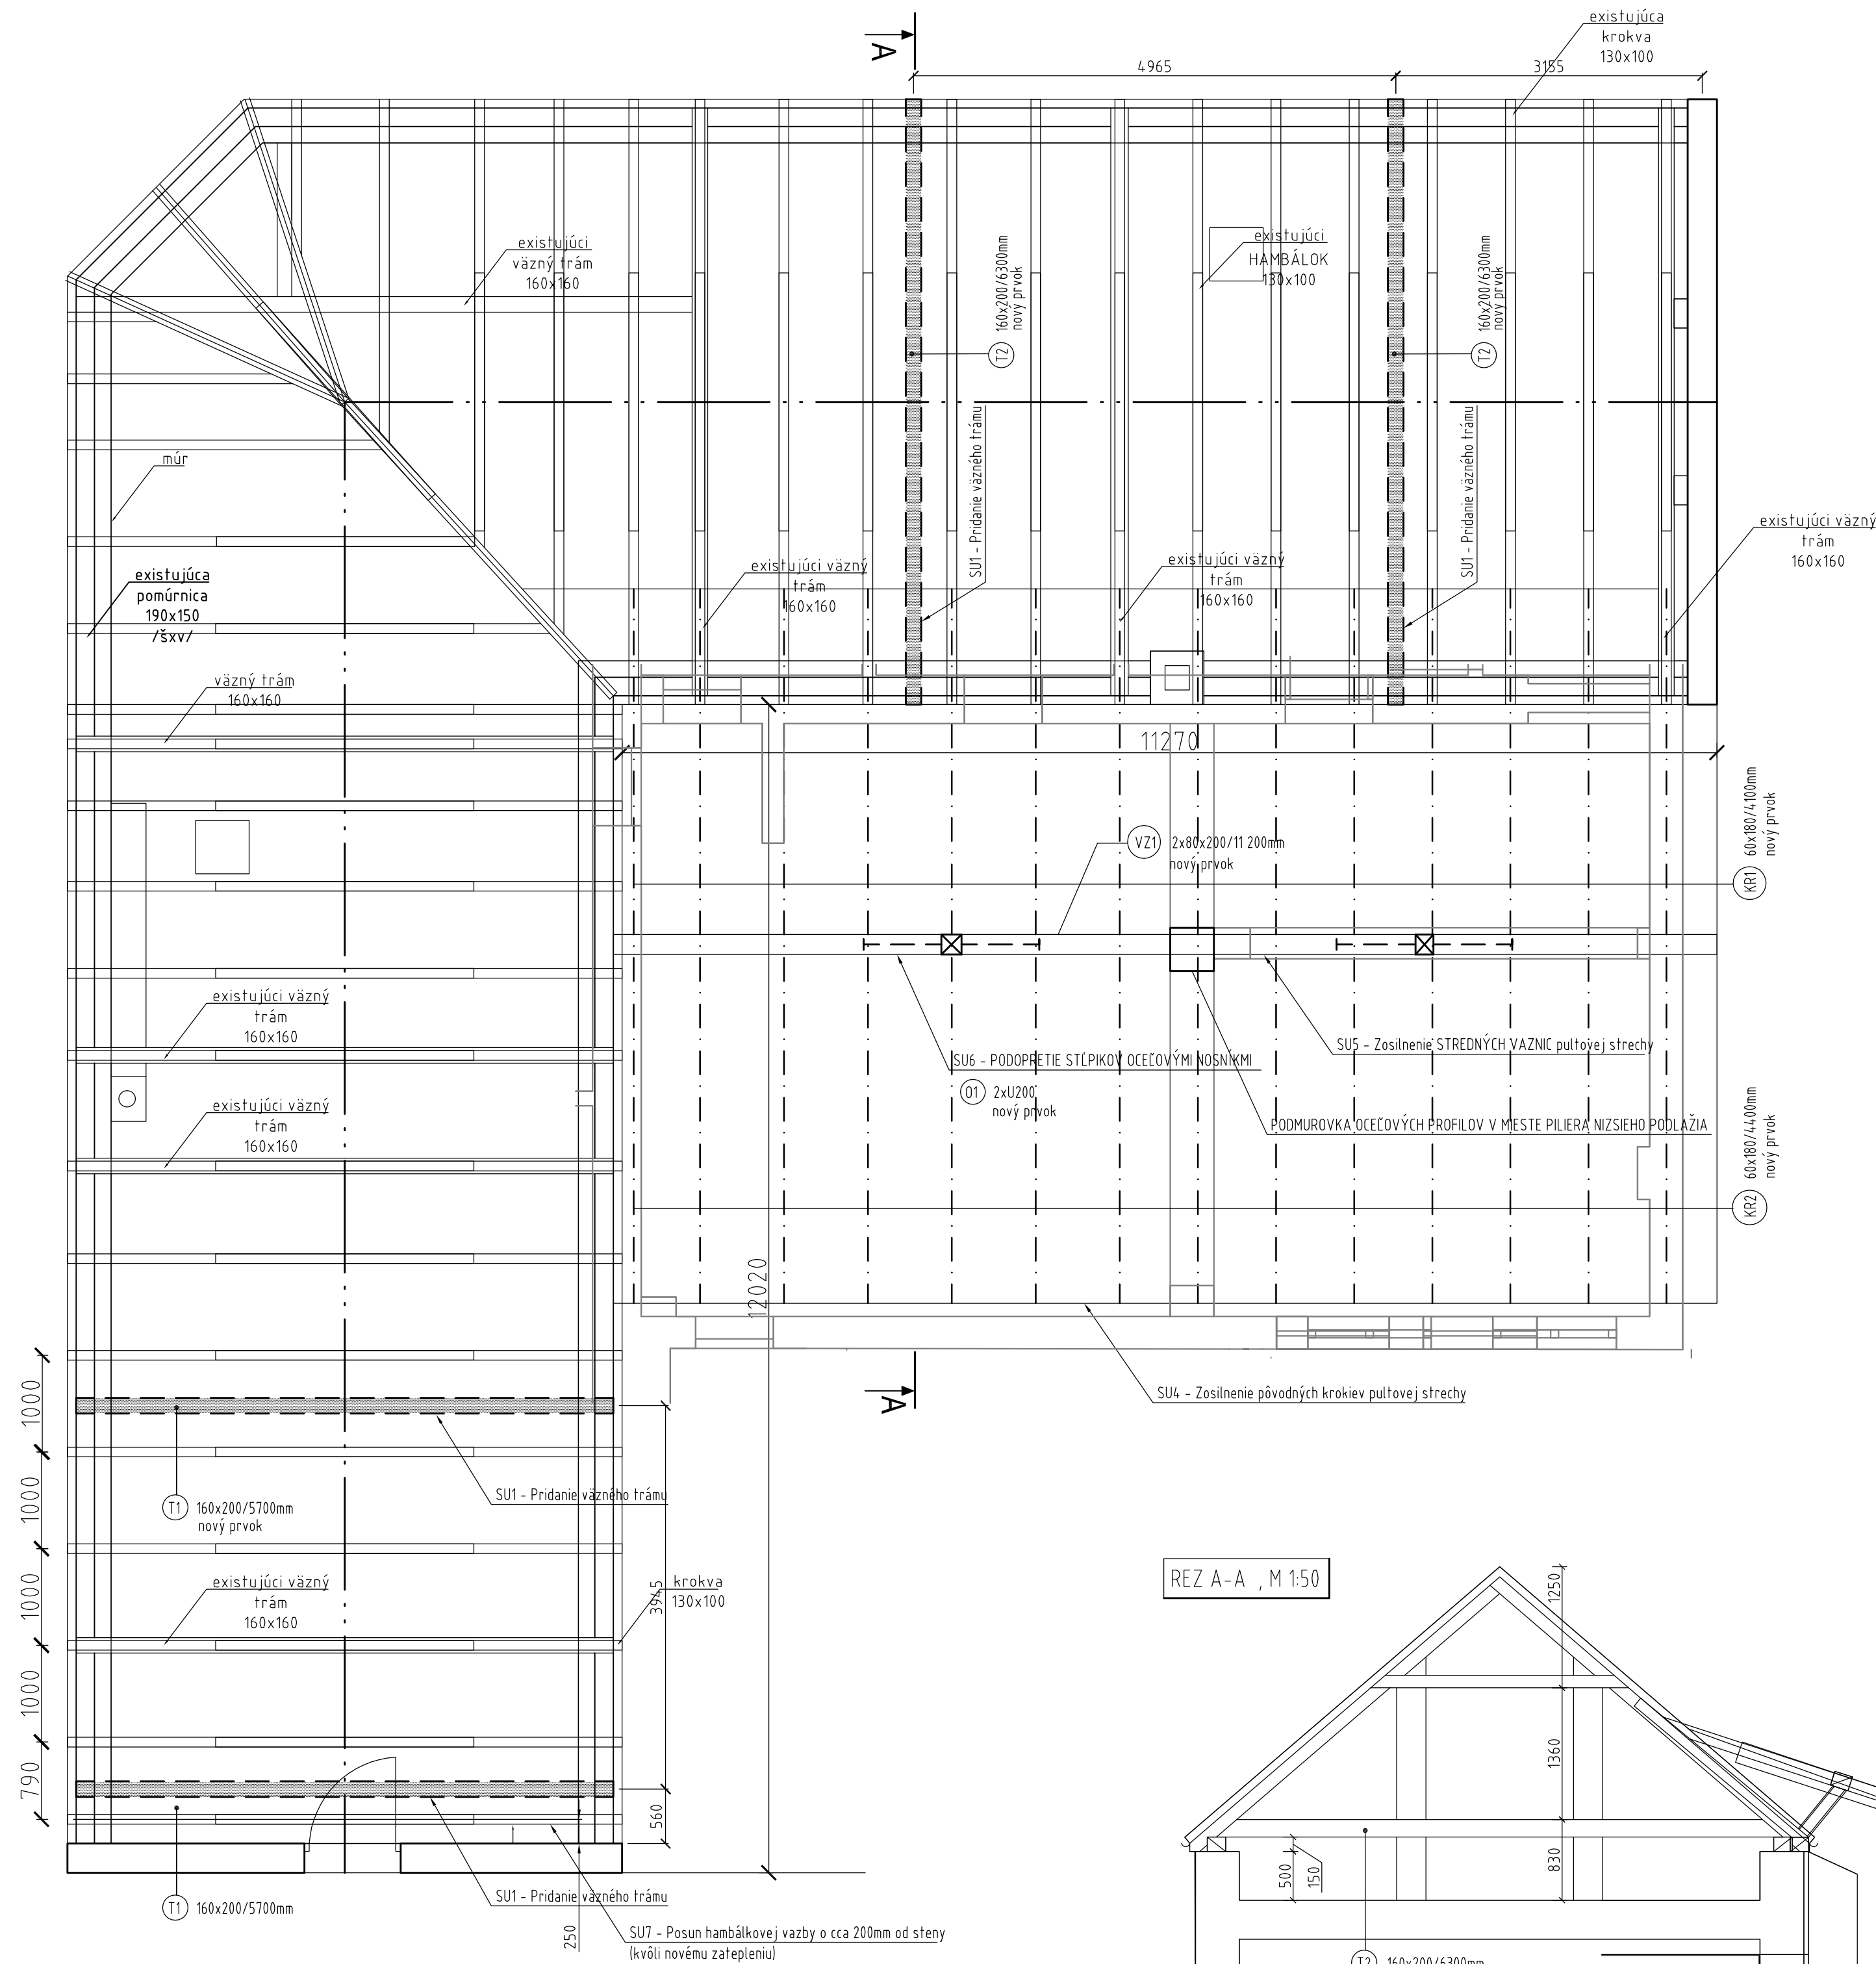 A
4965
3155
existujúca
krokva
130x100
existujúci
väzný trám
160x160
existujúci
HAMBÁLOK
130x100
T2
160x200/6300mm
nový prvok
T2
160x200/6300mm
nový prvok
SU1 - Pridanie väzného trámu
SU1 - Pridanie väzného trámu
múr
existujúca
pomúrnica
190x150
/šxv/
existujúci väzný
trám
160x160
existujúci väzný
trám
160x160
existujúci väzný
trám
160x160
väzný trám
160x160
11270
KR1
60x180/4100mm
nový prvok
VZ1
2x80x200/11 200mm
nový prvok
existujúci väzný
trám
160x160
SU5 - Zosilnenie STREDNÝCH VAZNIC pultovej strechy
SU6 - PODOPRETIE STĹPIKOV OCEĽOVÝMI NOSNÍKMI
O1
2xU200
nový prvok
existujúci väzný
trám
160x160
PODMUROVKA OCEĽOVÝCH PROFILOV V MESTE PILIERA NIZSIEHO PODLAŽIA
KR2
60x180/4400mm
nový prvok
12020
A
SU4 - Zosilnenie pôvodných krokiev pultovej strechy
1000
1000
1000
1000
790
SU1 - Pridanie väzného trámu
T1
160x200/5700mm
nový prvok
existujúci väzný
trám
160x160
3945
krokva
130x100
560
REZ A-A , M 1:50
1250
1360
830
500
150
T1
160x200/5700mm
SU1 - Pridanie väzného trámu
250
SU7 - Posun hambálkovej vazby o cca 200mm od steny
(kvôli novému zatepleniu)
T2
160x200/6300mm